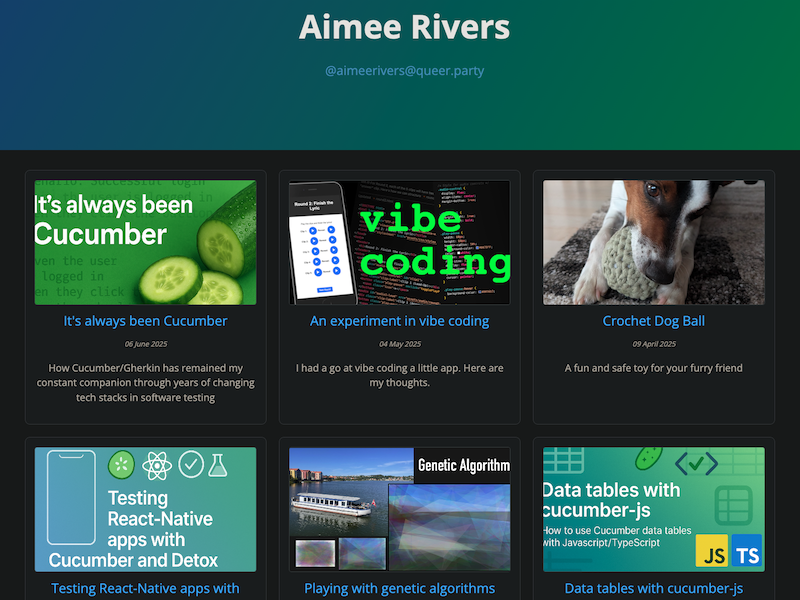 Aimee Rivers
@aimeerivers@queer.party
enario: Successful login
It's always been
Cucumber
ven the user
logged in
en they click
It's always been Cucumber
06 June 2025
How Cucumber/Gherkin has remained my
constant companion through years of changing
tech stacks in software testing
Round 2: Finish the
Lyric
vibe
coding
An experiment in vibe coding
04 May 2025
I had a go at vibe coding a little app. Here are
my thoughts.
Crochet Dog Ball
09 April 2025
A fun and safe toy for your furry friend
Testing
React-Native
apps with
Cucumber and Detox
Testing React-Native apps with
Genetic Algorithm
Playing with genetic algorithms
Data tables with
cucumber-js
How to use Cucumber data tables
with Javascript/TypeScript
JS
TS
Data tables with cucumber-js